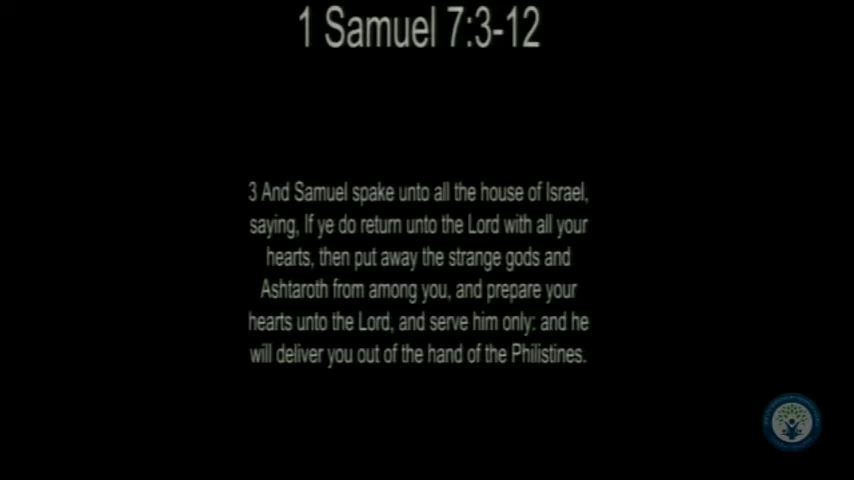 1 Samuel 7:3-12
3 And Samuel spake unto all the house of Israel,
saying, If ye do return unto the Lord with all your
hearts, then put away the strange gods and
Ashtaroth from among you, and prepare your
hearts unto the Lord, and serve him only: and he
will deliver you out of the hand of the Philistines.